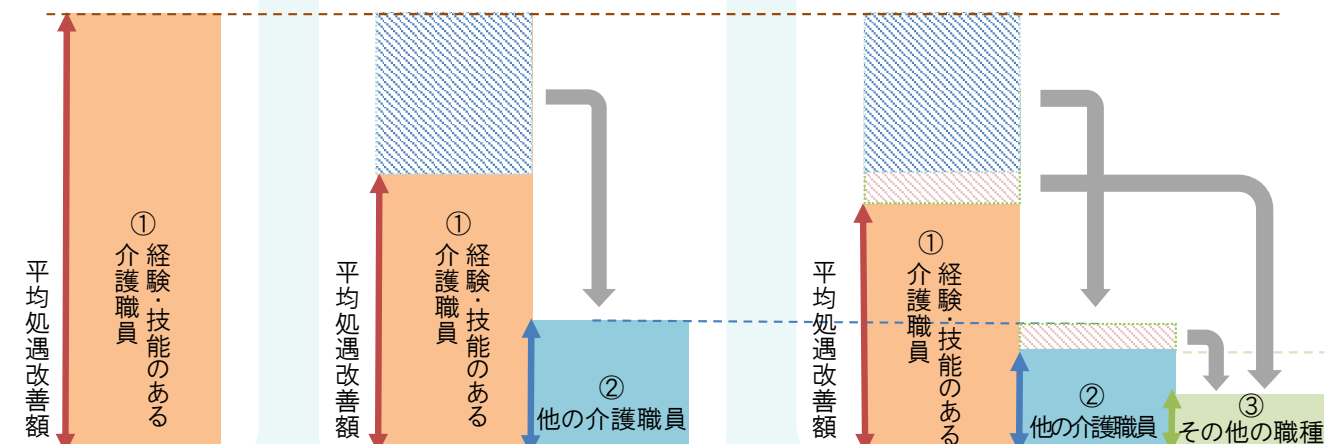 平均処遇改善額
①
経験・技能のある
介護職員
平均処遇改善額
①
経験・技能のある
介護職員
②
他の介護職員
平均処遇改善額
①
経験・技能のある
介護職員
②
他の介護職員
③
その他の職種